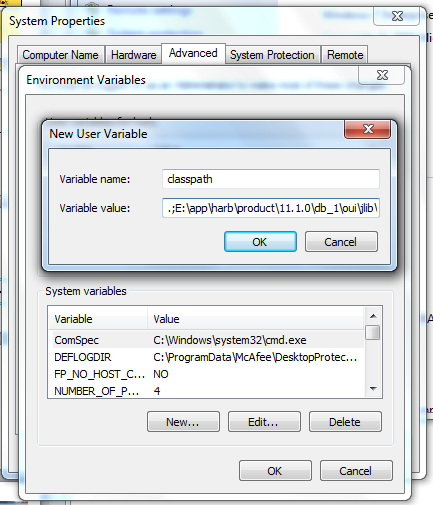 System Properties
Computer Name Hardware Advanced System Protection Remote
Environment Variables
New User Variable
Variable name: classpath
Variable value: .;E:\app\harb\product\11.1.0\db_1\oui\jlib\
OK Cancel
System variables
Variable Value
ComSpec C:\Windows\system32\cmd.exe
DEFLOGDIR C:\ProgramData\McAfee\DesktopProtec...
FP_NO_HOST_C... NO
NUMBER_OF_P... 4
New... Edit... Delete
OK Cancel